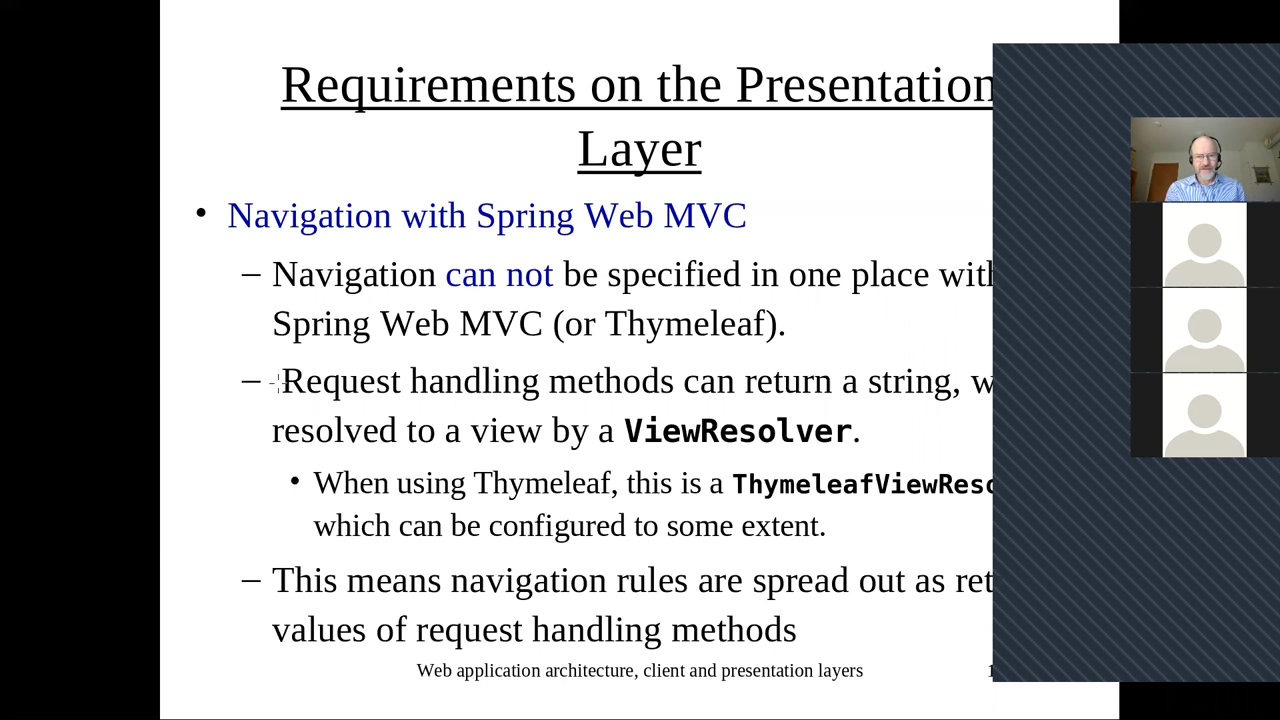 Requirements on the Presentation
Layer
• Navigation with Spring Web MVC
– Navigation can not be specified in one place
Spring Web MVC (or Thymeleaf).
– Request handling methods can return a string,
resolved to a view by a ViewResolver.
• When using Thymeleaf, this is a
which can be configured to some extent.
– This means navigation rules are spread out as
values of request handling methods
Web application architecture, client and presentation layers